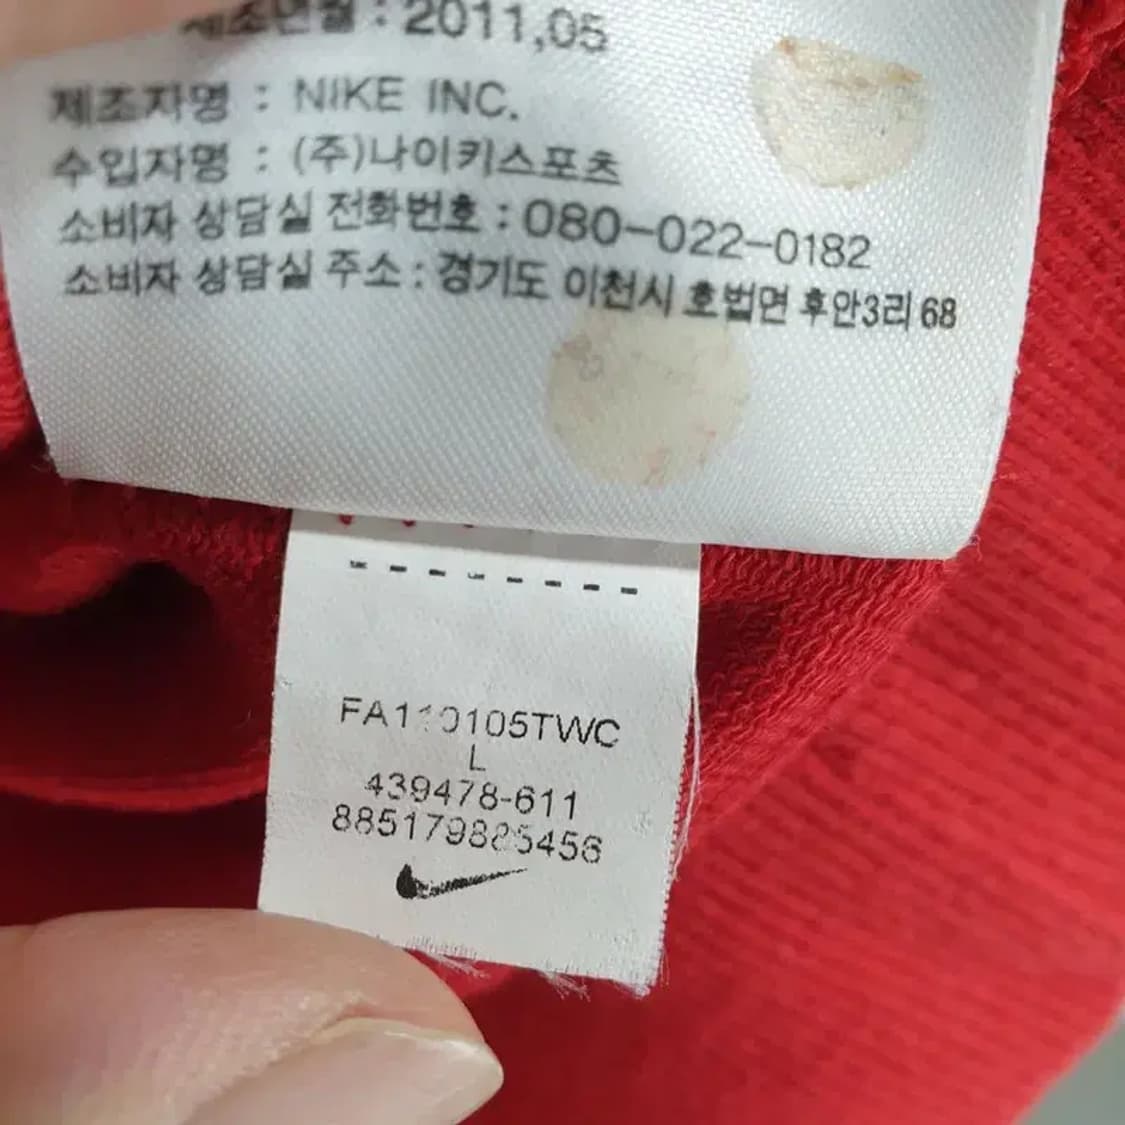 제조년월 : 2011,05
제조자명 : NIKE INC.
수입자명 : (주)나이키스포츠
소비자 상담실 전화번호 : 080-022-0182
소비자 상담실 주소 : 경기도 이천시 호법면 후안3리 68
FA110105TWC
L
439478-611
885179885456